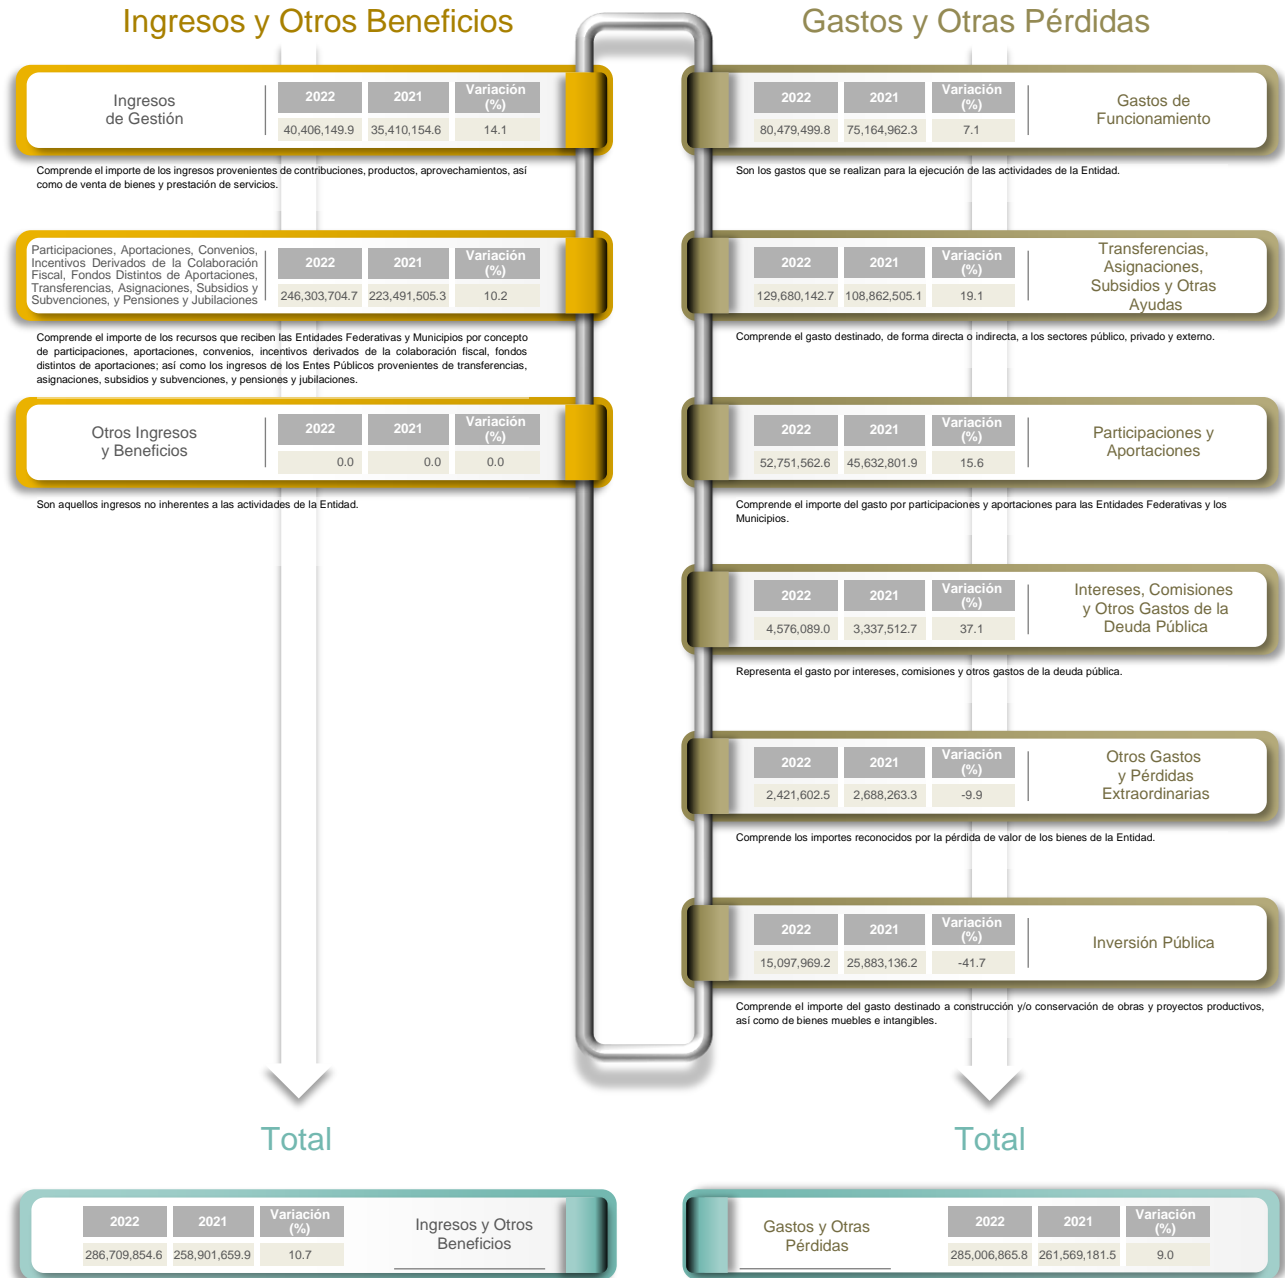 Ingresos y Otros Beneficios
Ingresos
de Gestión
2022 2021 Variación
(%)
40,406,149.9 35,410,154.6 14.1
Comprende el importe de los ingresos provenientes de contribuciones, productos, aprovechamientos, así
como de venta de bienes y prestación de servicios.
Participaciones, Aportaciones, Convenios,
Incentivos Derivados de la Colaboración
Fiscal, Fondos Distintos de Aportaciones,
Transferencias, Asignaciones, Subsidios y
Subvenciones, y Pensiones y Jubilaciones
2022 2021 Variación
(%)
246,303,704.7 223,491,505.3 10.2
Comprende el importe de los recursos que reciben las Entidades Federativas y Municipios por concepto
de participaciones, aportaciones, convenios, incentivos derivados de la colaboración fiscal, fondos
distintos de aportaciones; así como los ingresos de los Entes Públicos provenientes de transferencias,
asignaciones, subsidios y subvenciones, y pensiones y jubilaciones.
Otros Ingresos
y Beneficios
2022 2021 Variación
(%)
0.0 0.0 0.0
Son aquellos ingresos no inherentes a las actividades de la Entidad.
Total
2022 2021 Variación
(%)
286,709,854.6 258,901,659.9 10.7
Ingresos y Otros
Beneficios
Gastos y Otras Pérdidas
2022 2021 Variación
(%)
80,479,499.8 75,164,962.3 7.1
Gastos de
Funcionamiento
Son los gastos que se realizan para la ejecución de las actividades de la Entidad.
2022 2021 Variación
(%)
129,680,142.7 108,862,505.1 19.1
Transferencias,
Asignaciones,
Subsidios y Otras
Ayudas
Comprende el gasto destinado, de forma directa o indirecta, a los sectores público, privado y externo.
2022 2021 Variación
(%)
52,751,562.6 45,632,801.9 15.6
Participaciones y
Aportaciones
Comprende el importe del gasto por participaciones y aportaciones para las Entidades Federativas y los
Municipios.
2022 2021 Variación
(%)
4,576,089.0 3,337,512.7 37.1
Intereses, Comisiones
y Otros Gastos de la
Deuda Pública
Representa el gasto por intereses, comisiones y otros gastos de la deuda pública.
2022 2021 Variación
(%)
2,421,602.5 2,688,263.3 -9.9
Otros Gastos
y Pérdidas
Extraordinarias
Comprende los importes reconocidos por la pérdida de valor de los bienes de la Entidad.
2022 2021 Variación
(%)
15,097,969.2 25,883,136.2 -41.7
Inversión Pública
Comprende el importe del gasto destinado a construcción y/o conservación de obras y proyectos productivos,
así como de bienes muebles e intangibles.
Total
Gastos y Otras
Pérdidas
2022 2021 Variación
(%)
285,006,865.8 261,569,181.5 9.0